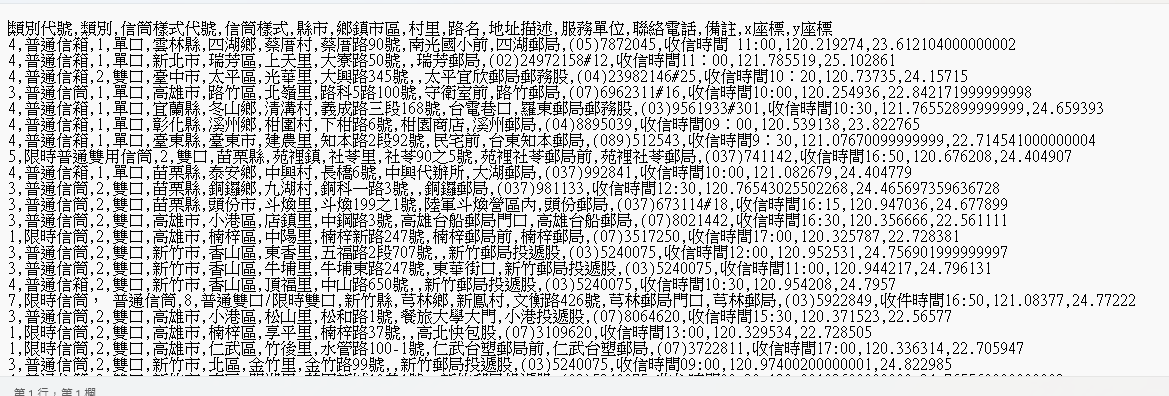 類別代號,類別,信筒樣式代號,信筒樣式,縣市,鄉鎮市區,村里,路名,地址描述,服務單位,聯絡電話,備註,x座標,y座標
4,普通信箱,1,單口,雲林縣,四湖鄉,蔡厝村,蔡厝路90號,南光國小前,四湖郵局,(05)7872045,收信時間 11:00,120.219274,23.612104000000002
4,普通信箱,1,單口,新北市,瑞芳區,上天里,大寮路50號,,瑞芳郵局,(02)24972158#12,收信時間11：00,121.785519,25.102861
4,普通信箱,2,雙口,臺中市,太平區,光華里,大興路345號,,太平宜欣郵局郵務股,(04)23982146#25,收信時間10：20,120.73735,24.15715
3,普通信筒,1,單口,高雄市,路竹區,北嶺里,路科5路100號,守衛室前,路竹郵局,(07)6962311#16,收信時間10:00,120.254936,22.842171999999998
4,普通信箱,1,單口,宜蘭縣,冬山鄉,清溝村,義成路三段168號,台電巷口,羅東郵局郵務股,(03)9561933#301,收信時間10:30,121.76552899999999,24.659393
4,普通信箱,1,單口,彰化縣,溪州鄉,柑園村,下柑路6號,柑園商店,溪州郵局,(04)8895039,收信時間09：00,120.539138,23.822765
4,普通信箱,1,單口,臺東縣,臺東市,建農里,知本路2段92號,民宅前,台東知本郵局,(089)512543,收信時間9：30,121.07670099999999,22.714541000000004
5,限時普通雙用信筒,2,雙口,苗栗縣,苑裡鎮,社苓里,社苓90之5號,苑裡社苓郵局前,苑裡社苓郵局,(037)741142,收信時間16:50,120.676208,24.404907
4,普通信箱,1,單口,苗栗縣,泰安鄉,中興村,長橋6號,中興代辦所,大湖郵局,(037)992841,收信時間10:00,121.082679,24.404779
3,普通信筒,2,雙口,苗栗縣,銅鑼鄉,九湖村,銅科一路3號,,銅鑼郵局,(037)981133,收信時間12:30,120.76543025502268,24.465697359636728
3,普通信筒,2,雙口,苗栗縣,頭份市,斗煥里,斗煥199之1號,陸軍斗煥營區內,頭份郵局,(037)673114#18,收信時間16:15,120.947036,24.677899
3,普通信筒,2,雙口,高雄市,小港區,店鎮里,中鋼路3號,高雄台船郵局門口,高雄台船郵局,(07)8021442,收信時間16:30,120.356666,22.561111
1,限時信筒,2,雙口,高雄市,楠梓區,中陽里,楠梓新路247號,楠梓郵局前,楠梓郵局,(07)3517250,收信時間17:00,120.325787,22.728381
3,普通信筒,2,雙口,新竹市,香山區,東香里,五福路2段707號,,新竹郵局投遞股,(03)5240075,收信時間12:00,120.952531,24.756901999999997
3,普通信筒,2,雙口,新竹市,香山區,牛埔里,牛埔東路247號,東華街口,新竹郵局投遞股,(03)5240075,收信時間11:00,120.944217,24.796131
4,普通信箱,2,雙口,新竹市,香山區,頂福里,中山路650號,,新竹郵局投遞股,(03)5240075,收信時間10:30,120.954208,24.7957
7,限時信筒， 普通信筒,8,普通雙口/限時雙口,新竹縣,芎林鄉,新鳳村,文衡路426號,芎林郵局門口,芎林郵局,(03)5922849,收件時間16:50,121.08377,24.77222
3,普通信筒,2,雙口,高雄市,小港區,松山里,松和路1號,餐旅大學大門,小港投遞股,(07)8064620,收信時間15:30,120.371523,22.56577
1,限時信筒,2,雙口,高雄市,楠梓區,享平里,楠梓路37號,,高北快包股,(07)3109620,收信時間13:00,120.329534,22.728505
1,限時信筒,2,雙口,高雄市,仁武區,竹後里,水管路100-1號,仁武台塑郵局前,仁武台塑郵局,(07)3722811,收信時間17:00,120.336314,22.705947
3,普通信筒,2,雙口,新竹市,北區,金竹里,金竹路99號,,新竹郵局投遞股,(03)5240075,收信時間09:00,120.97400200000001,24.822985
第1行，第1欄